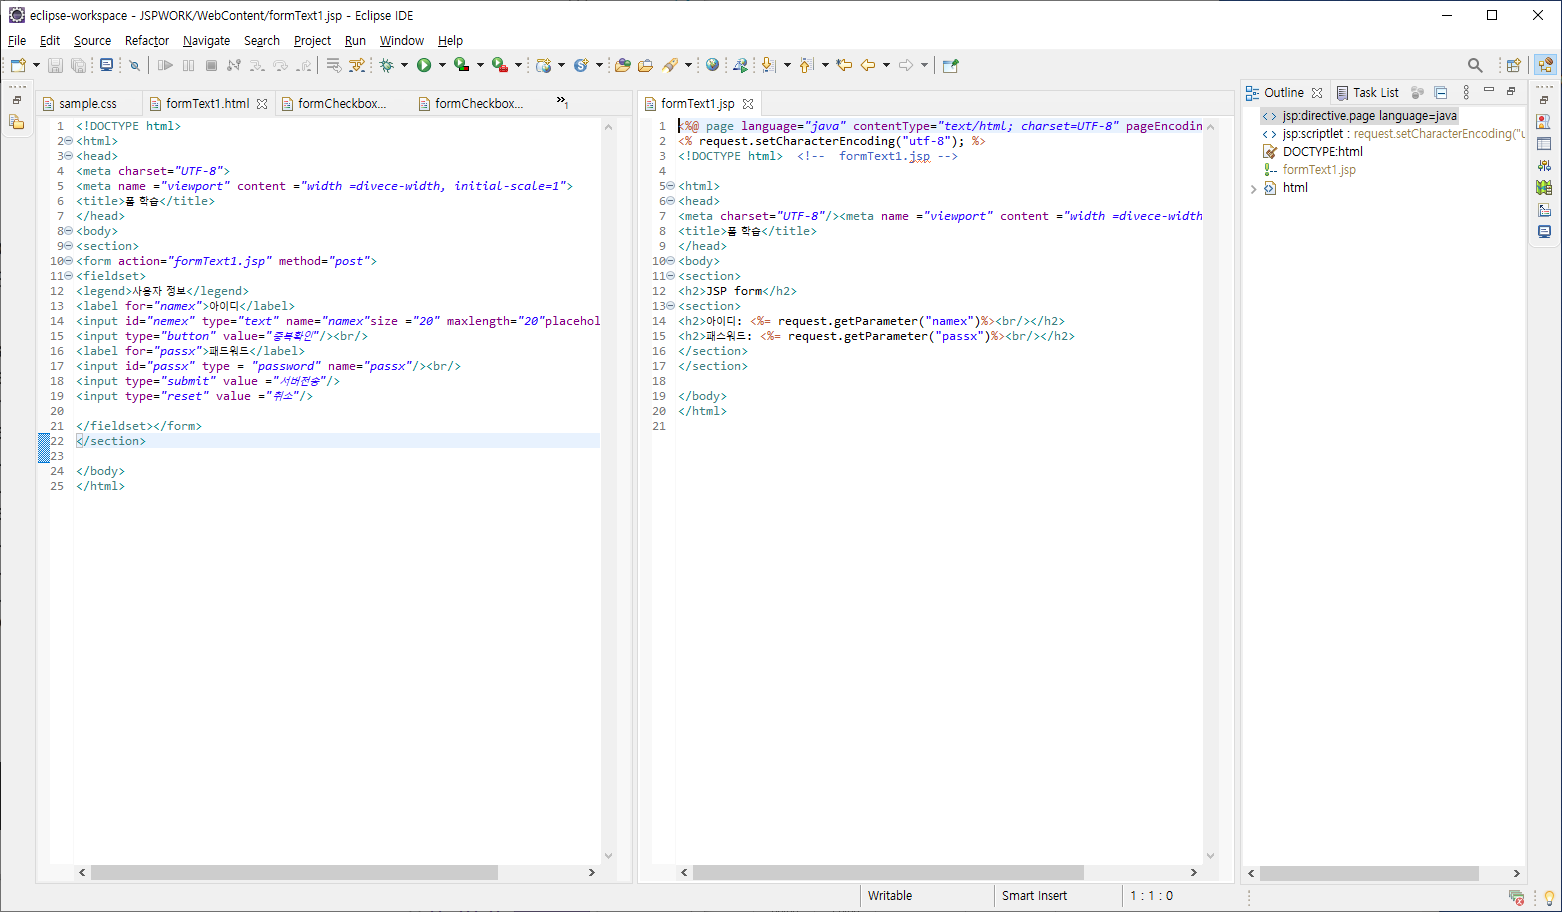 eclipse-workspace - JSPWORK/WebContent/formText1.jsp - Eclipse IDE
File Edit Source Refactor Navigate Search Project Run Window Help
sample.css formText1.html formCheckbox... formCheckbox... »1
1 <!DOCTYPE html>
2 <html>
3 <head>
4 <meta charset="UTF-8">
5 <meta name ="viewport" content ="width =divece-width, initial-scale=1">
6 <title>폼 학습</title>
7 </head>
8 <body>
9 <section>
10 <form action="formText1.jsp" method="post">
11 <fieldset>
12 <legend>사용자 정보</legend>
13 <label for="namex">아이디</label>
14 <input id="nemex" type="text" name="namex"size ="20" maxlength="20"placehol
15 <input type="button" value="중복확인"/><br/>
16 <label for="passx">패드워드</label>
17 <input id="passx" type = "password" name="passx"/><br/>
18 <input type="submit" value ="서버전송"/>
19 <input type="reset" value ="취소"/>
20
21 </fieldset></form>
22 </section>
23
24 </body>
25 </html>
formText1.jsp
1 <%@ page language="java" contentType="text/html; charset=UTF-8" pageEncodin
2 <% request.setCharacterEncoding("utf-8"); %>
3 <!DOCTYPE html> <!-- formText1.jsp -->
4
5 <html>
6 <head>
7 <meta charset="UTF-8"/><meta name ="viewport" content ="width =divece-width
8 <title>폼 학습</title>
9 </head>
10 <body>
11 <section>
12 <h2>JSP form</h2>
13 <section>
14 <h2>아이디: <%= request.getParameter("namex")%><br/></h2>
15 <h2>패스워드: <%= request.getParameter("passx")%><br/></h2>
16 </section>
17 </section>
18
19 </body>
20 </html>
21
Outline Task List
jsp:directive.page language=java
jsp:scriptlet : request.setCharacterEncoding("u
DOCTYPE:html
formText1.jsp
html
Writable Smart Insert 1 : 1 : 0